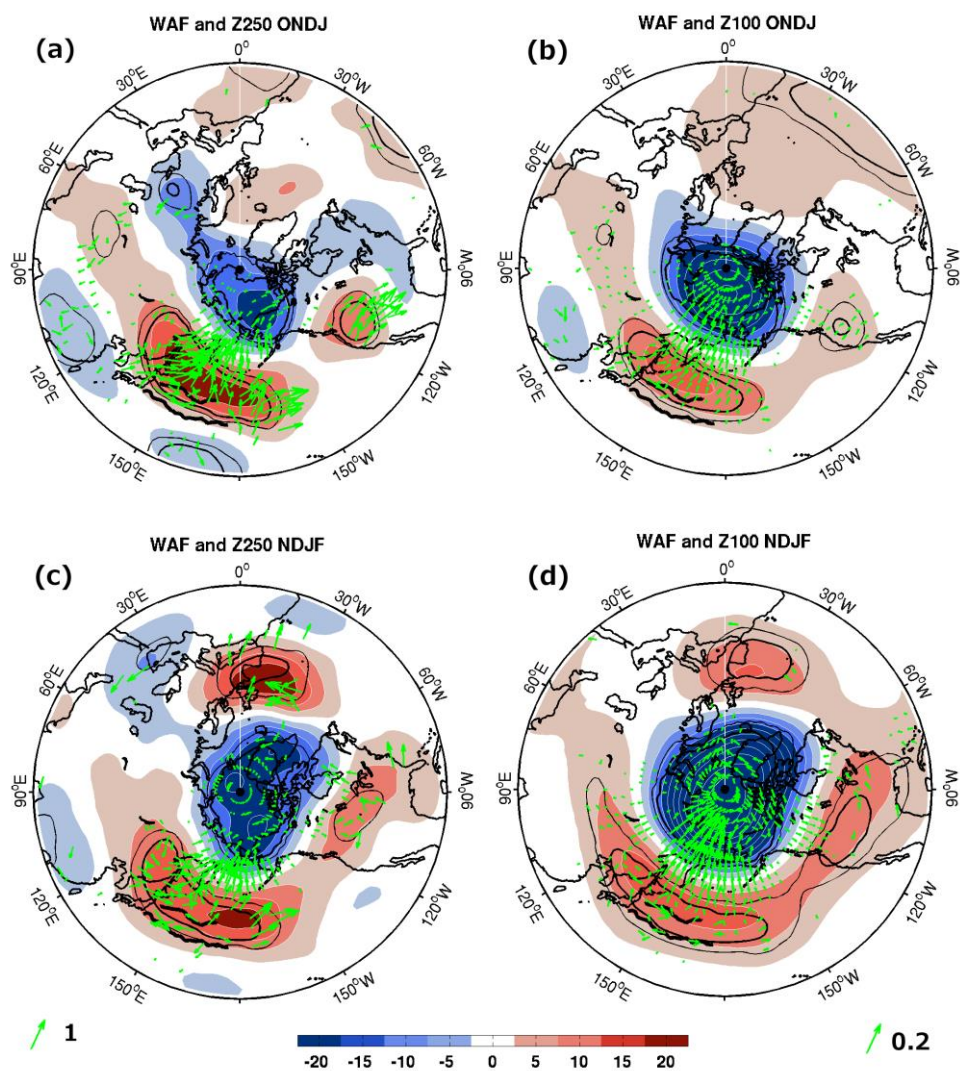 WAF and Z250 ONDJ
WAF and Z100 ONDJ
(a)
(b)
0°
0°
30°E
30°W
30°E
30°W
60°E
60°W
60°E
60°W
90°E
90°W
90°E
90°W
120°E
120°W
120°E
120°W
150°E
150°W
150°E
150°W
WAF and Z250 NDJF
WAF and Z100 NDJF
(c)
(d)
0°
0°
30°E
30°W
30°E
30°W
60°E
60°W
60°E
60°W
90°E
90°W
90°E
90°W
120°E
120°W
120°E
120°W
150°E
150°W
150°E
150°W
1
0.2
-20 -15 -10 -5 0 5 10 15 20